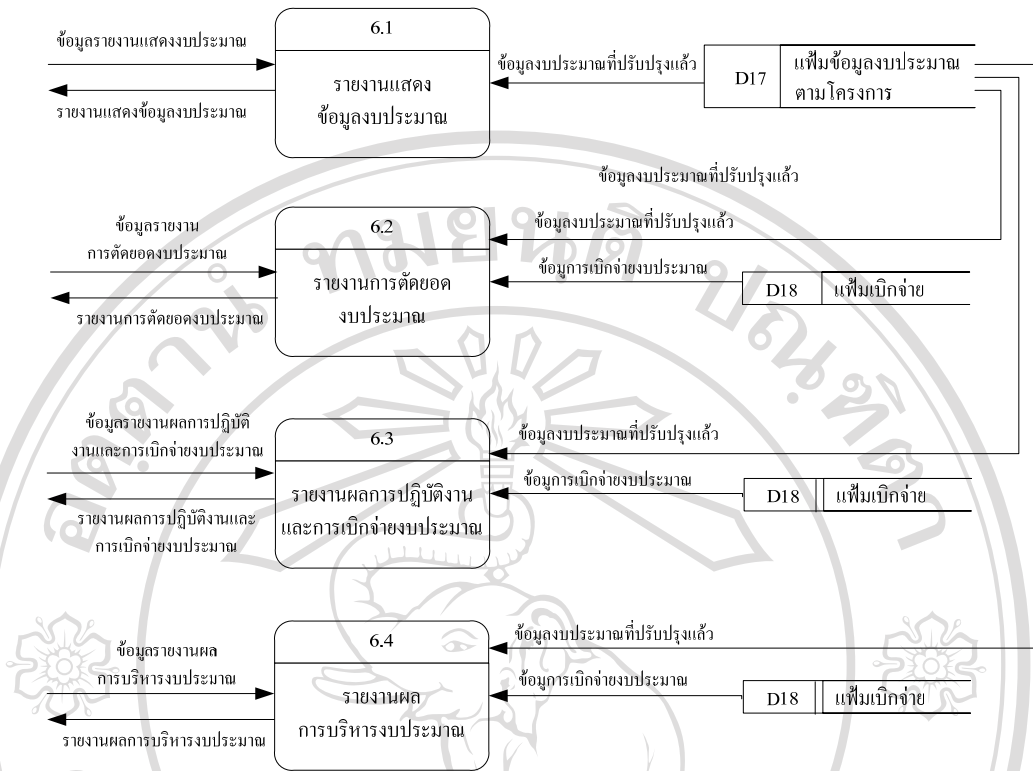 6.1
ข้อมูลรายงานแสดงงบประมาณ
รายงานแสดงข้อมูลงบประมาณ
รายงานแสดง
ข้อมูลงบประมาณ
ข้อมูลงบประมาณที่ปรับปรุงแล้ว
D17
แฟ้มข้อมูลงบประมาณ
ตามโครงการ
ข้อมูลงบประมาณที่ปรับปรุงแล้ว
6.2
ข้อมูลรายงาน
การตัดยอดงบประมาณ
รายงานการตัดยอดงบประมาณ
รายงานการตัดยอด
งบประมาณ
ข้อมูลงบประมาณที่ปรับปรุงแล้ว
ข้อมูการเบิกจ่ายงบประมาณ
D18 แฟ้มเบิกจ่าย
6.3
ข้อมูลรายงานผลการปฏิบัติ
งานและการเบิกจ่ายงบประมาณ
รายงานผลการปฏิบัติงานและ
การเบิกจ่ายงบประมาณ
รายงานผลการปฏิบัติงาน
และการเบิกจ่ายงบประมาณ
ข้อมูลงบประมาณที่ปรับปรุงแล้ว
ข้อมูการเบิกจ่ายงบประมาณ
D18 แฟ้มเบิกจ่าย
6.4
ข้อมูลรายงานผล
การบริหารงบประมาณ
รายงานผลการบริหารงบประมาณ
รายงานผล
การบริหารงบประมาณ
ข้อมูลงบประมาณที่ปรับปรุงแล้ว
ข้อมูการเบิกจ่ายงบประมาณ
D18 แฟ้มเบิกจ่าย
อตฺตานํ ทมยนฺติ ปณฺฑิตา